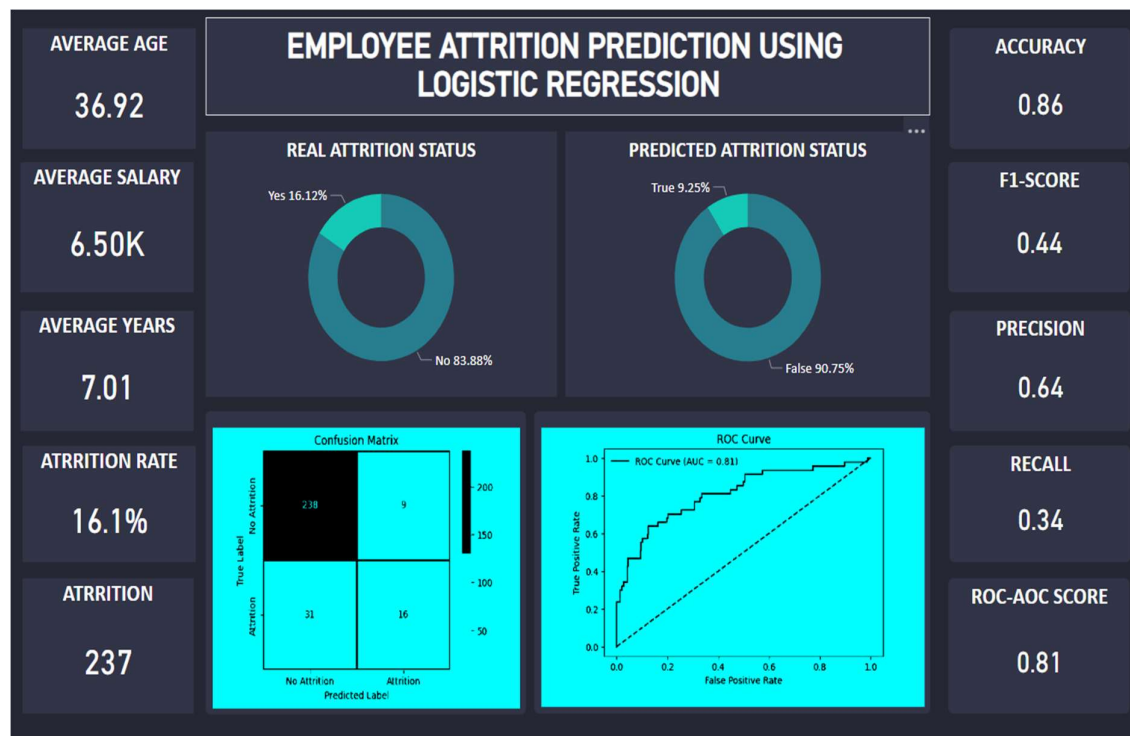 AVERAGE AGE
36.92
AVERAGE SALARY
6.50K
AVERAGE YEARS
7.01
ATRRITION RATE
16.1%
ATRRITION
237
EMPLOYEE ATTRITION PREDICTION USING
LOGISTIC REGRESSION
REAL ATTRITION STATUS
Yes 16.12%
No 83.88%
PREDICTED ATTRITION STATUS
True 9.25%
False 90.75%
Confusion Matrix
True Label
No Attrition
Attrition
238
9
31
16
No Attrition
Attrition
Predicted Label
200
150
100
50
ROC Curve
ROC Curve (AUC = 0.81)
True Positive Rate
1.0
0.8
0.6
0.4
0.2
0.0
0.0
0.2
0.4
0.6
0.8
1.0
False Positive Rate
ACCURACY
0.86
F1-SCORE
0.44
PRECISION
0.64
RECALL
0.34
ROC-AOC SCORE
0.81